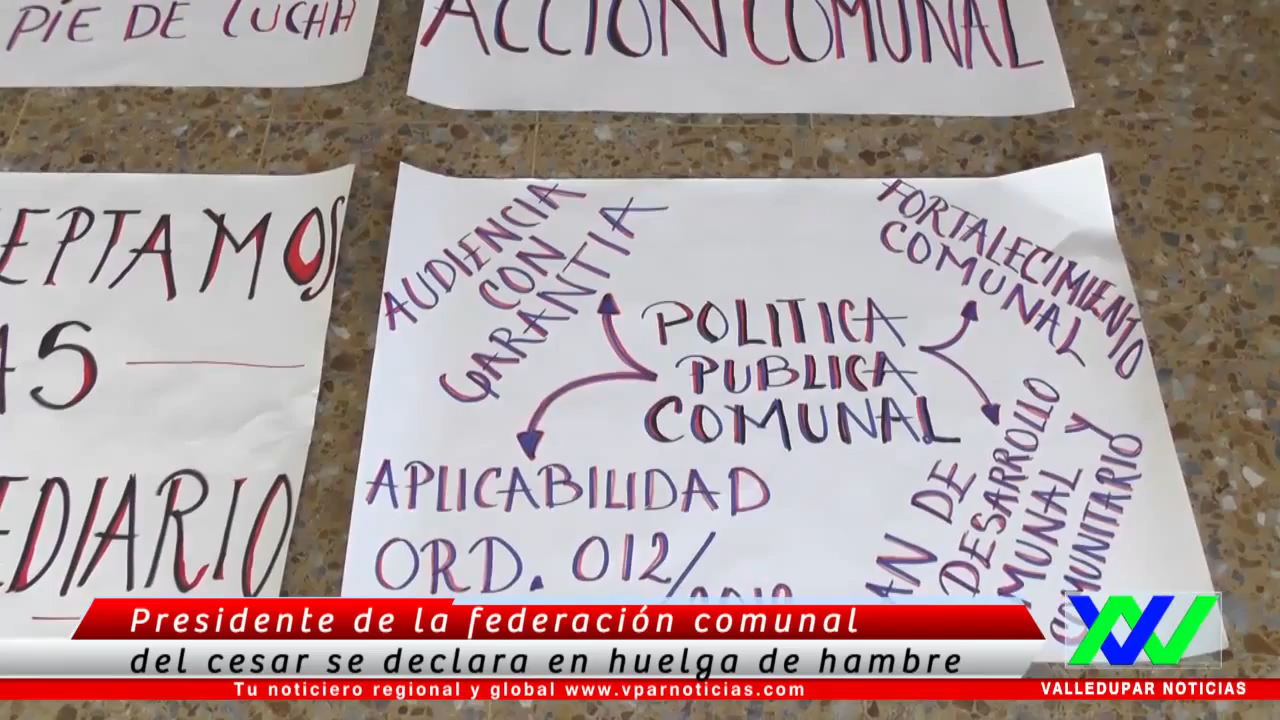 PIE DE LUCHA
ACCION COMUNAL
EPTAMOS
AS
EDIARIO
AUDIENCIA
CON
GARANTIA
FORTALECIMIENTO
COMUNAL
POLITICA
PUBLICA
COMUNAL
APLICABILIDAD
ORD. 012/
AN DE
DESARROLLO
MUNAL Y
COMUNITARIO
Presidente de la federación comunal
del cesar se declara en huelga de hambre
Tu noticiero regional y global www.vparnoticias.com
VALLEDUPAR NOTICIAS